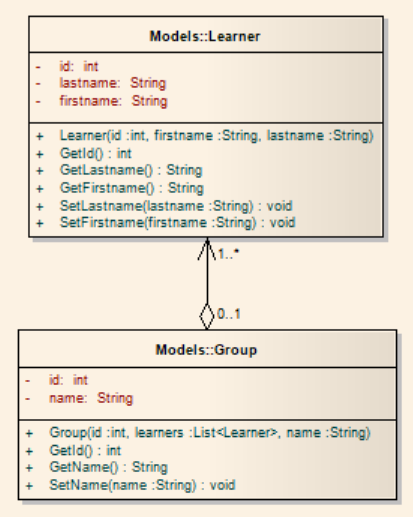 Models::Learner
- id: int
- lastname: String
- firstname: String
+ Learner(id :int, firstname :String, lastname :String)
+ GetId() : int
+ GetLastname() : String
+ GetFirstname() : String
+ SetLastname(lastname :String) : void
+ SetFirstname(firstname :String) : void
1..*
0..1
Models::Group
- id: int
- name: String
+ Group(id :int, learners :List<Learner>, name :String)
+ GetId() : int
+ GetName() : String
+ SetName(name :String) : void